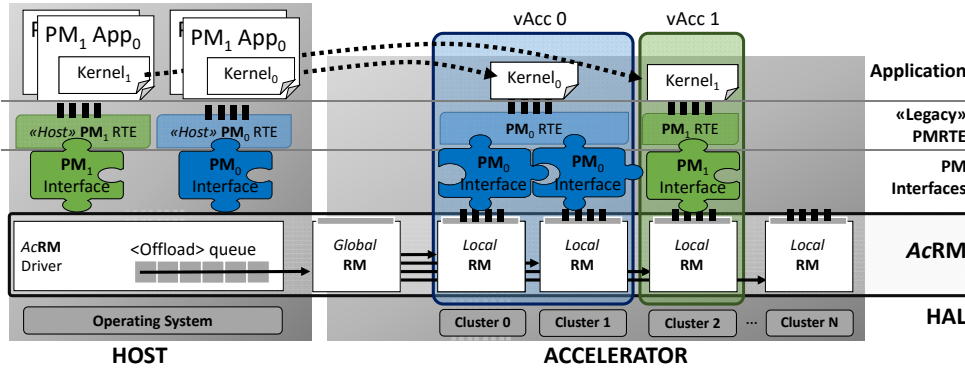 vAcc 0
vAcc 1
PM
PM
PM1 App0
PM1 App0
Kernel1
Kernel0
Kernel0
Kernel1
Application
«Host» PM1 RTE
«Host» PM0 RTE
PM0 RTE
PM1 RTE
«Legacy»
PMRTE
PM1
Interface
PM0
Interface
PM0
Interface
PM0
Interface
PM1
Interface
PM
Interfaces
AcRM
Driver
<Offload> queue
Global
RM
Local
RM
Local
RM
Local
RM
Local
RM
AcRM
Operating System
Cluster 0
Cluster 1
Cluster 2
...
Cluster N
HAL
HOST
ACCELERATOR